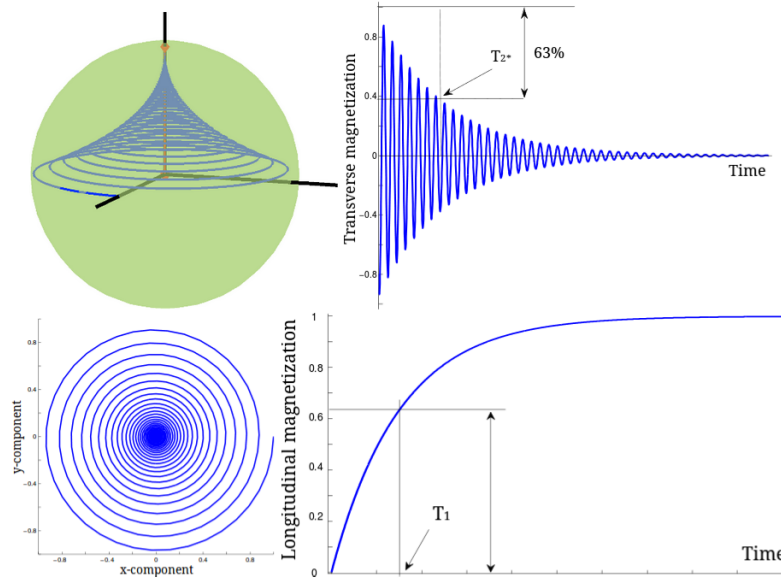 63%
T2*
0.8
0.4
0
−0.4
−0.8
Transverse magnetization
Time
0.8
0.4
0
−0.4
−0.8
y-component
−0.8
−0.4
0
0.4
0.8
x-component
1
0.8
0.6
0.4
0.2
0
Longitudinal magnetization
T1
Time